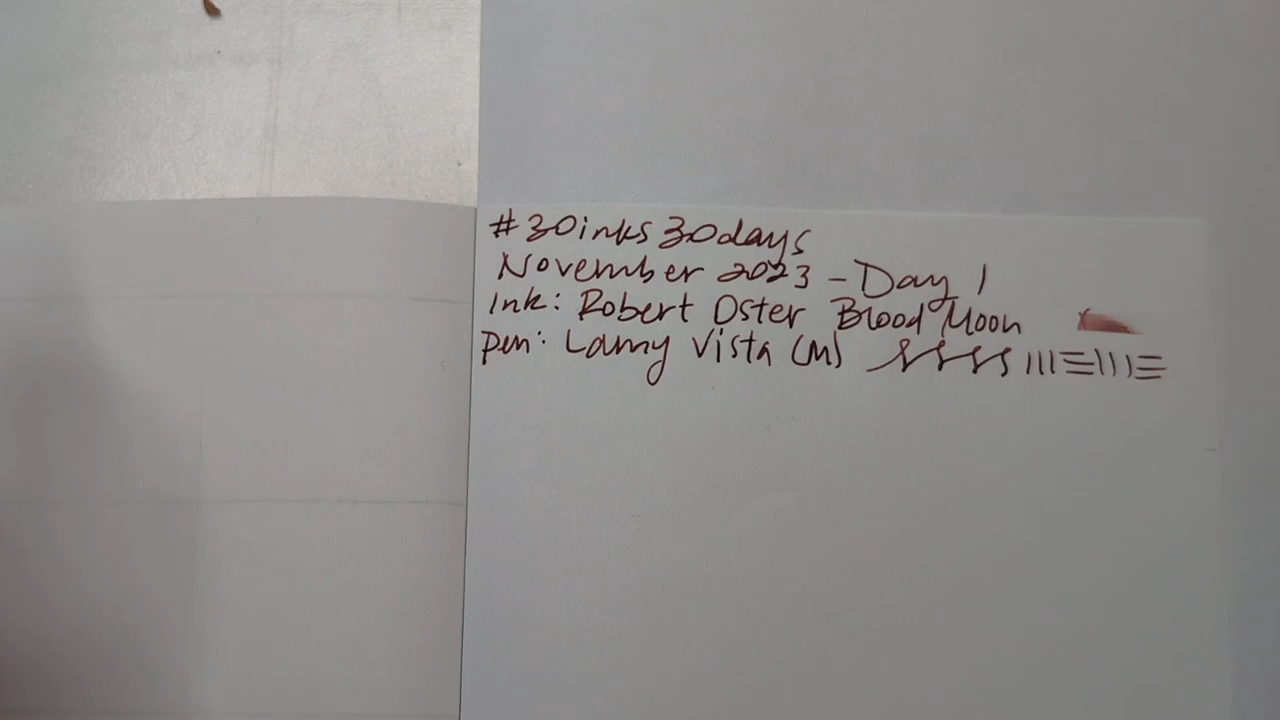 #30inks30days
November 2023 - Day 1
Ink: Robert Oster Blood Moon
Pen: Lamy Vista (M)